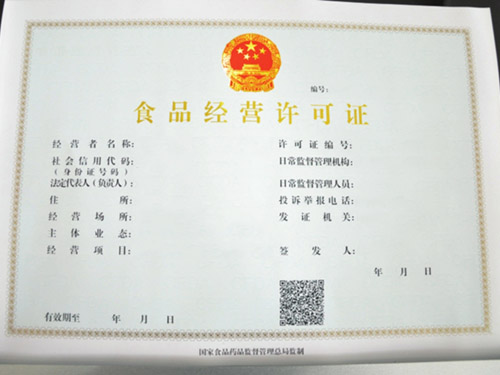 编号:
食品经营许可证
经营者名称:
社会信用代码:
(身份证号码)
法定代表人(负责人):
住所:
经营场所:
主体业态:
经营项目:
许可证编号:
日常监督管理机构:
日常监督管理人员:
投诉举报电话:
发证机关:
签发人:
年 月 日
有效期至 年 月 日
国家食品药品监督管理总局监制